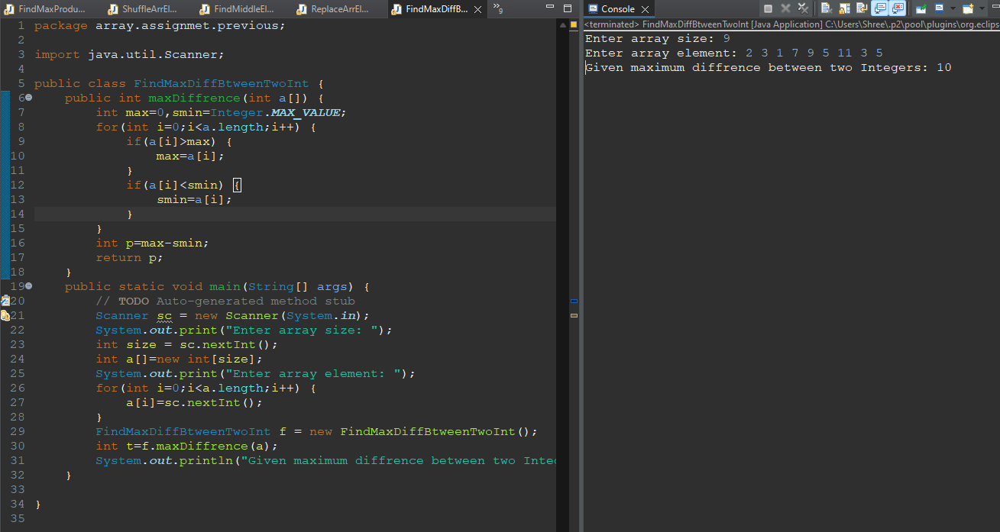 FindMaxProdu... ShuffleArrEl... FindMiddleEl... ReplaceArrEl... FindMaxDiffB... 9
1 package array.assignmet.previous;
2
3 import java.util.Scanner;
4
5 public class FindMaxDiffBtweenTwoInt {
6 public int maxDiffrence(int a[]) {
7 int max=0,smin=Integer.MAX_VALUE;
8 for(int i=0;i<a.length;i++) {
9 if(a[i]>max) {
10 max=a[i];
11 }
12 if(a[i]<smin) {
13 smin=a[i];
14 }
15 }
16 int p=max-smin;
17 return p;
18 }
19 public static void main(String[] args) {
20 // TODO Auto-generated method stub
21 Scanner sc = new Scanner(System.in);
22 System.out.print("Enter array size: ");
23 int size = sc.nextInt();
24 int a[]=new int[size];
25 System.out.print("Enter array element: ");
26 for(int i=0;i<a.length;i++) {
27 a[i]=sc.nextInt();
28 }
29 FindMaxDiffBtweenTwoInt f = new FindMaxDiffBtweenTwoInt();
30 int t=f.maxDiffrence(a);
31 System.out.println("Given maximum diffrence between two Inte
32 }
33
34 }
35
Console
<terminated> FindMaxDiffBtweenTwoInt [Java Application] C:\Users\Shree\.p2\pool\plugins\org.eclips
Enter array size: 9
Enter array element: 2 3 1 7 9 5 11 3 5
Given maximum diffrence between two Integers: 10